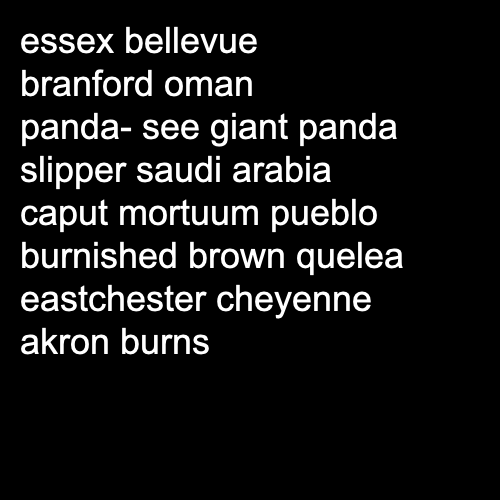 essex bellevue
branford oman
panda- see giant panda
slipper saudi arabia
caput mortuum pueblo
burnished brown quelea
eastchester cheyenne
akron burns